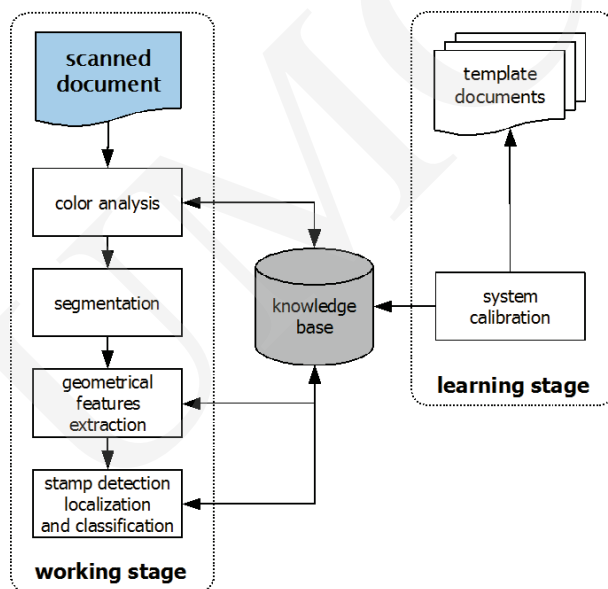 scanned
document
color analysis
segmentation
geometrical
features
extraction
stamp detection
localization
and classification
working stage
knowledge
base
template
documents
system
calibration
learning stage
UMC